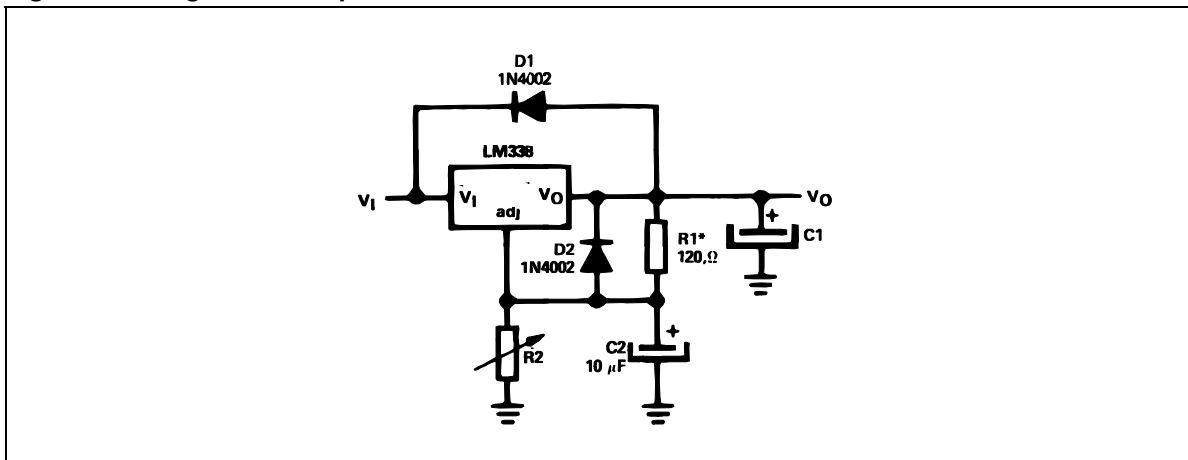 D1
1N4002
LM338
VI
VI
VO
adj
VO
D2
1N4002
R1*
120,Ω
+
C1
R2
C2
10 μF
+